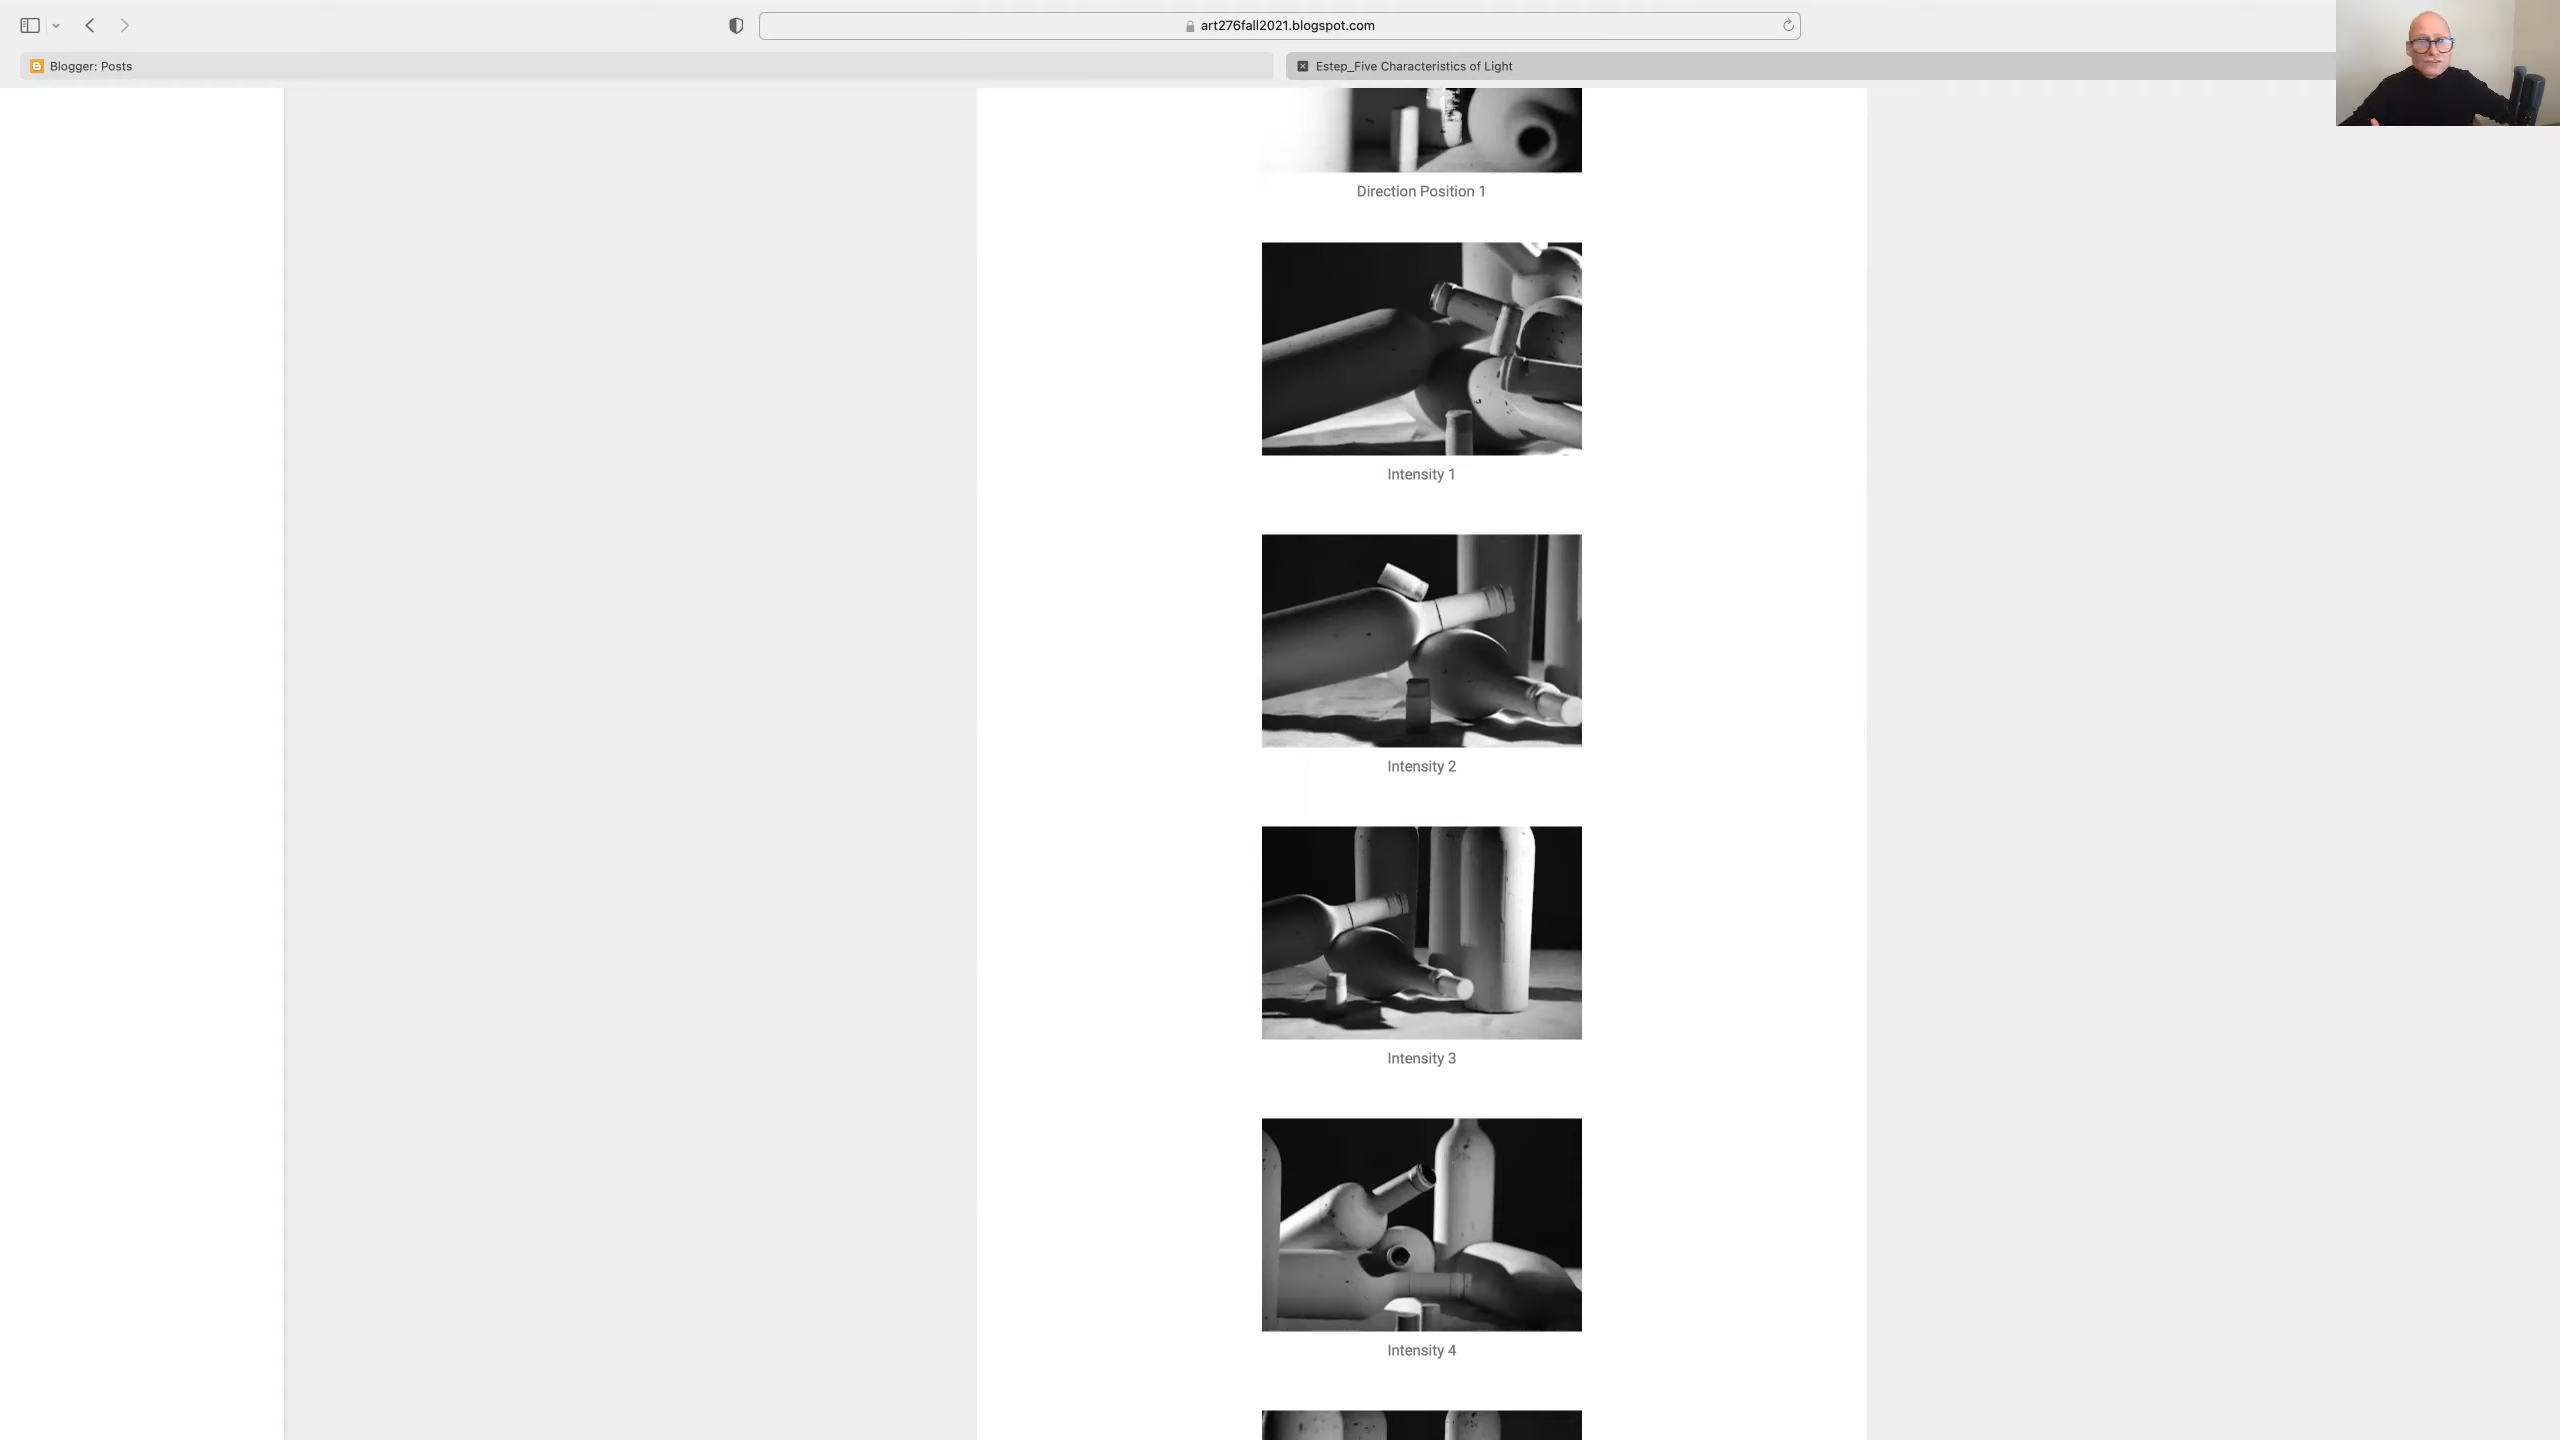 art276fall2021.blogspot.com
Blogger: Posts
Estep_Five Characteristics of Light
Direction Position 1
Intensity 1
Intensity 2
Intensity 3
Intensity 4